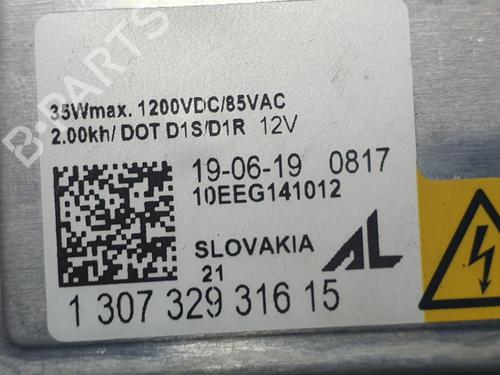 B-PARTS
35Wmax. 1200VDC/85VAC
2.00kh/ DOT D1S/D1R 12V
19-06-19 0817
10EEG141012
SLOVAKIA AL
21
1 307 329 316 15